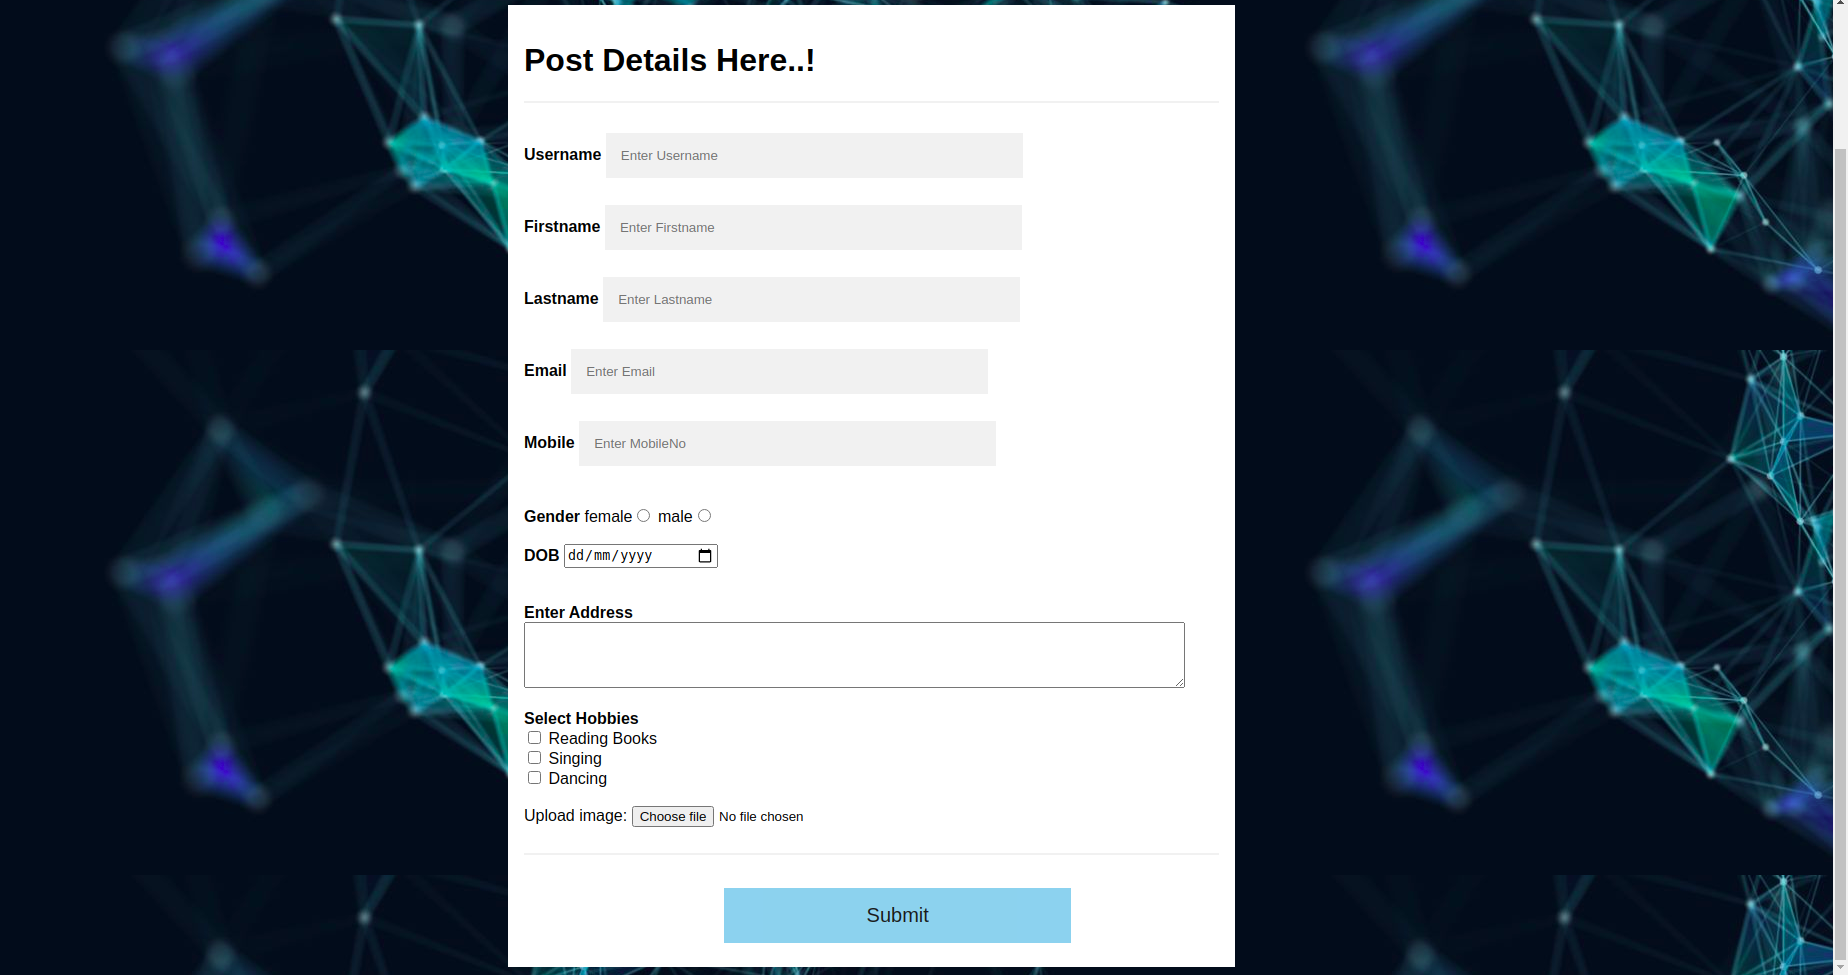 Post Details Here..!
Username Enter Username
Firstname Enter Firstname
Lastname Enter Lastname
Email Enter Email
Mobile Enter MobileNo
Gender female male
DOB dd/mm/yyyy
Enter Address
Select Hobbies
Reading Books
Singing
Dancing
Upload image: Choose file No file chosen
Submit